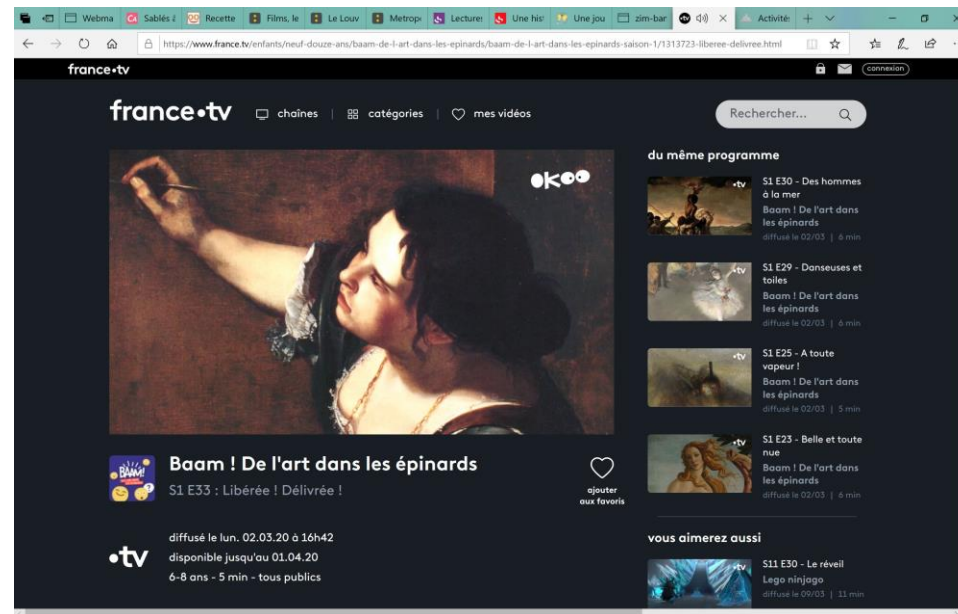 Webma
Sablés à
Recette
Films, le
Le Louv
Metropo
Lectures
Une hist
Une jou
zim-bar
Activité:
https://www.france.tv/enfants/neuf-douze-ans/baam-de-l-art-dans-les-epinards/baam-de-l-art-dans-les-epinards-saison-1/1313723-liberee-delivree.html
france•tv
connexion
france•tv
chaînes
catégories
mes vidéos
Rechercher...
okoo
BAAM!
Baam ! De l'art dans les épinards
S1 E33 : Libérée ! Délivrée !
ajouter
aux favoris
•tv
diffusé le lun. 02.03.20 à 16h42
disponible jusqu'au 01.04.20
6-8 ans - 5 min - tous publics
du même programme
•tv
S1 E30 - Des hommes
à la mer
Baam ! De l'art dans
les épinards
diffusé le 02/03 | 6 min
•tv
S1 E29 - Danseuses et
toiles
Baam ! De l'art dans
les épinards
diffusé le 02/03 | 6 min
•tv
S1 E25 - A toute
vapeur !
Baam ! De l'art dans
les épinards
diffusé le 02/03 | 5 min
•tv
S1 E23 - Belle et toute
nue
Baam ! De l'art dans
les épinards
diffusé le 02/03 | 6 min
vous aimerez aussi
•tv
S11 E30 - Le réveil
Lego ninjago
diffusé le 09/03 | 11 min